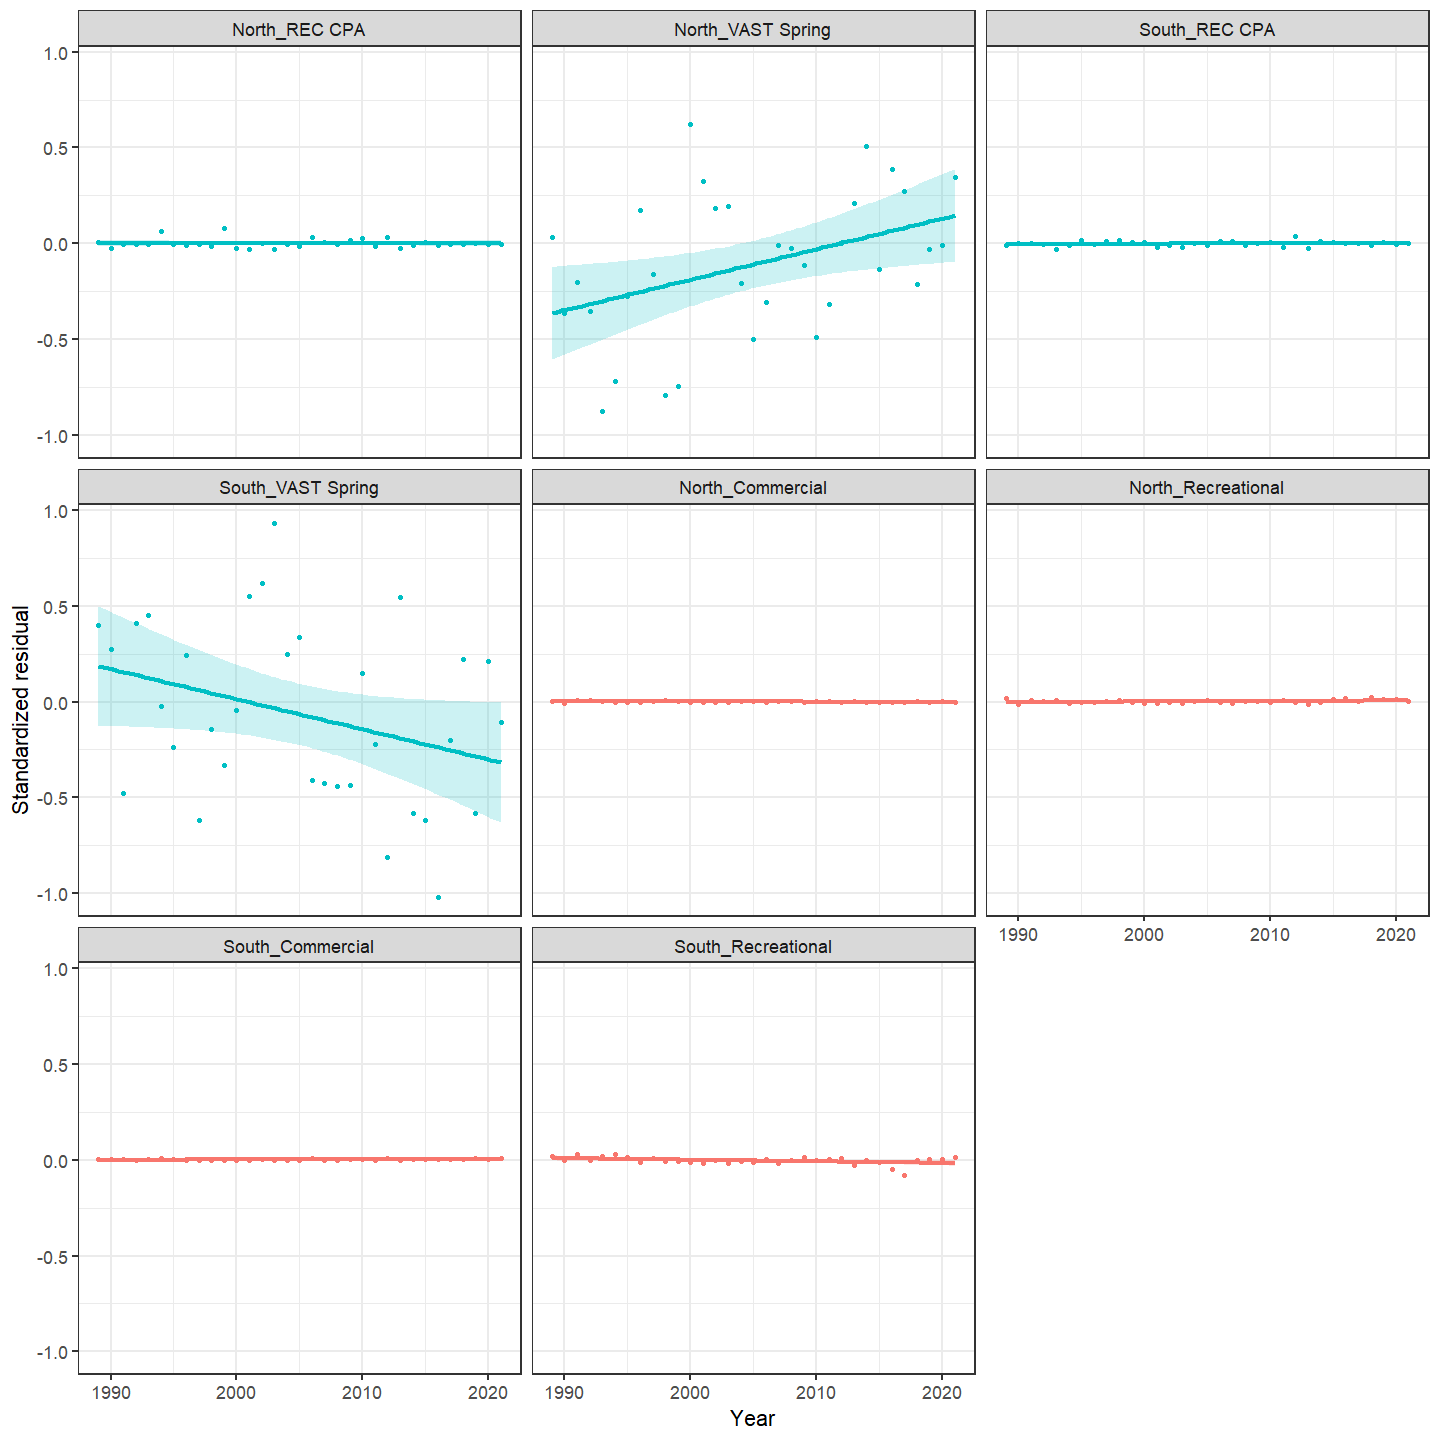 North_REC CPA
North_VAST Spring
South_REC CPA
1.0
0.5
0.0
-0.5
-1.0
South_VAST Spring
North_Commercial
North_Recreational
1.0
0.5
0.0
-0.5
-1.0
Standardized residual
1990
2000
2010
2020
South_Commercial
South_Recreational
1.0
0.5
0.0
-0.5
-1.0
1990
2000
2010
2020
1990
2000
2010
2020
Year